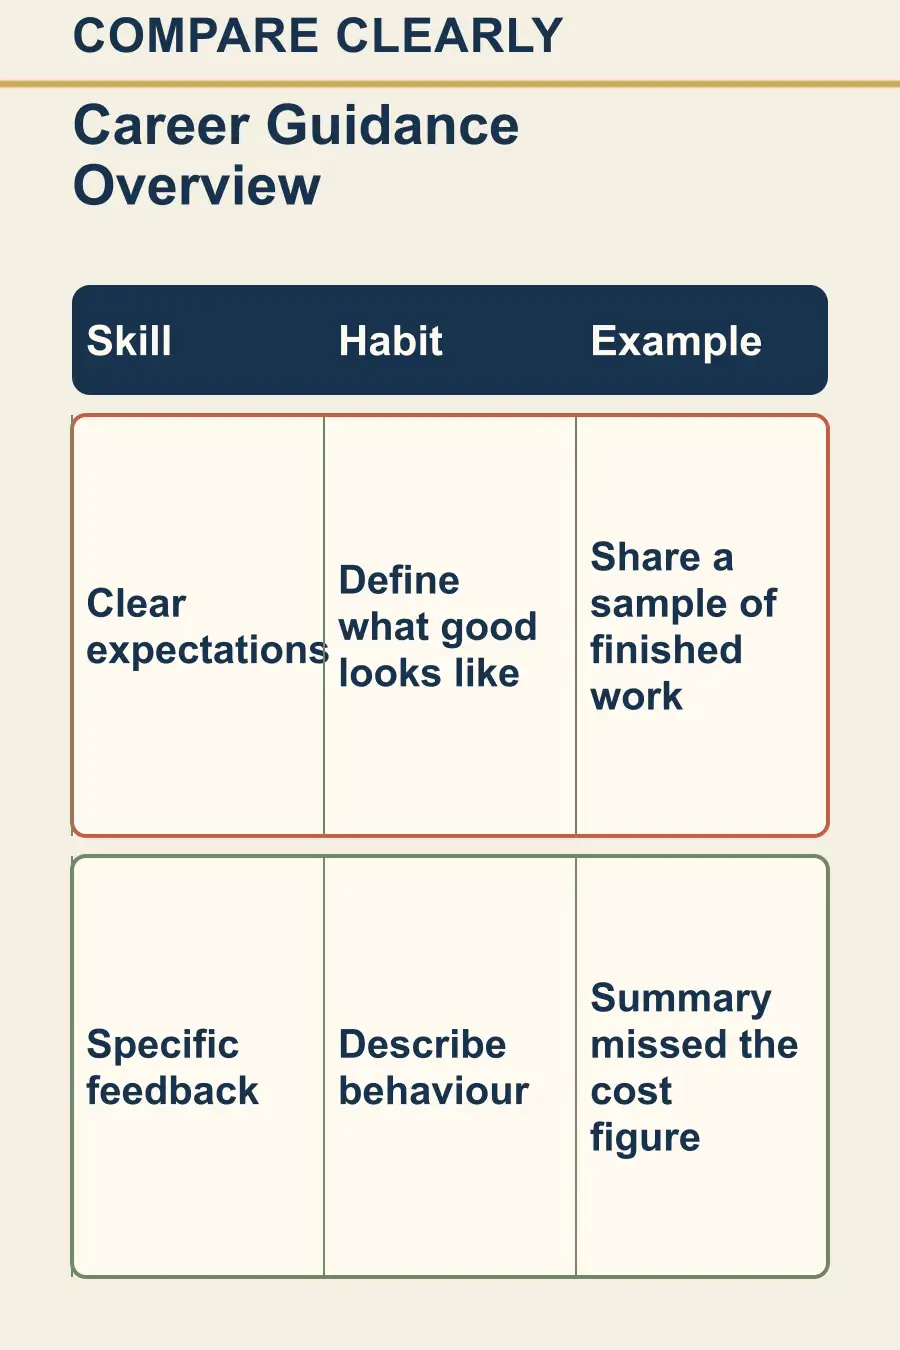 COMPARE CLEARLY
Career Guidance
Overview
Skill
Habit
Example
Clear
expectations
Define
what good
looks like
Share a
sample of
finished
work
Specific
feedback
Describe
behaviour
Summary
missed the
cost
figure